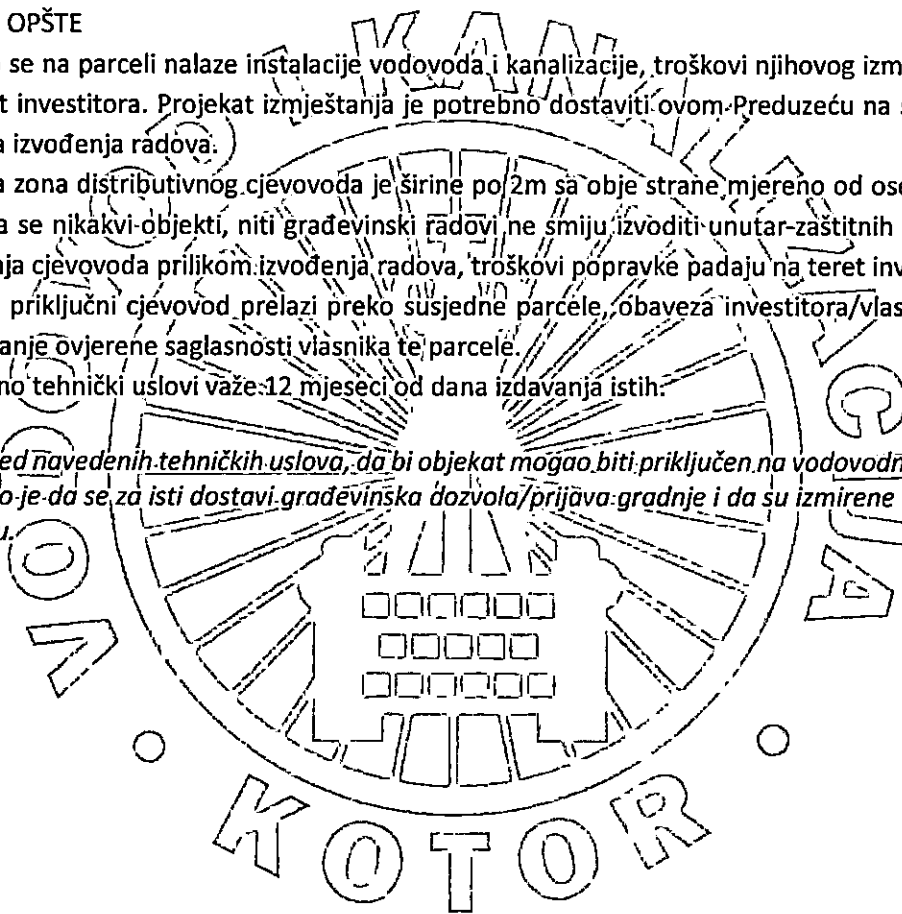 OPŠTE
se na parceli nalaze instalacije vodovoda i kanalizacije, troškovi njihovog izm
t investitora. Projekat izmještanja je potrebno dostaviti ovom Preduzeću na
a izvođenja radova.
a zona distributivnog cjevovoda je širine po 2m sa obje strane mjereno od ose
a se nikakvi objekti, niti građevinski radovi ne smiju izvoditi unutar zaštitnih
nja cjevovoda prilikom izvođenja radova, troškovi popravke padaju na teret inv
priključni cjevovod prelazi preko susjedne parcele, obaveza investitora/vlas
anje ovjerene saglasnosti vlasnika te parcele.
no tehnički uslovi važe 12 mjeseci od dana izdavanja istih.
ed navedenih tehničkih uslova, da bi objekat mogao biti priključen na vodovodn
o je da se za isti dostavi građevinska dozvola/prijava gradnje i da su izmirene
u.
VODOVOD I KANALIZACIJA
KOTOR